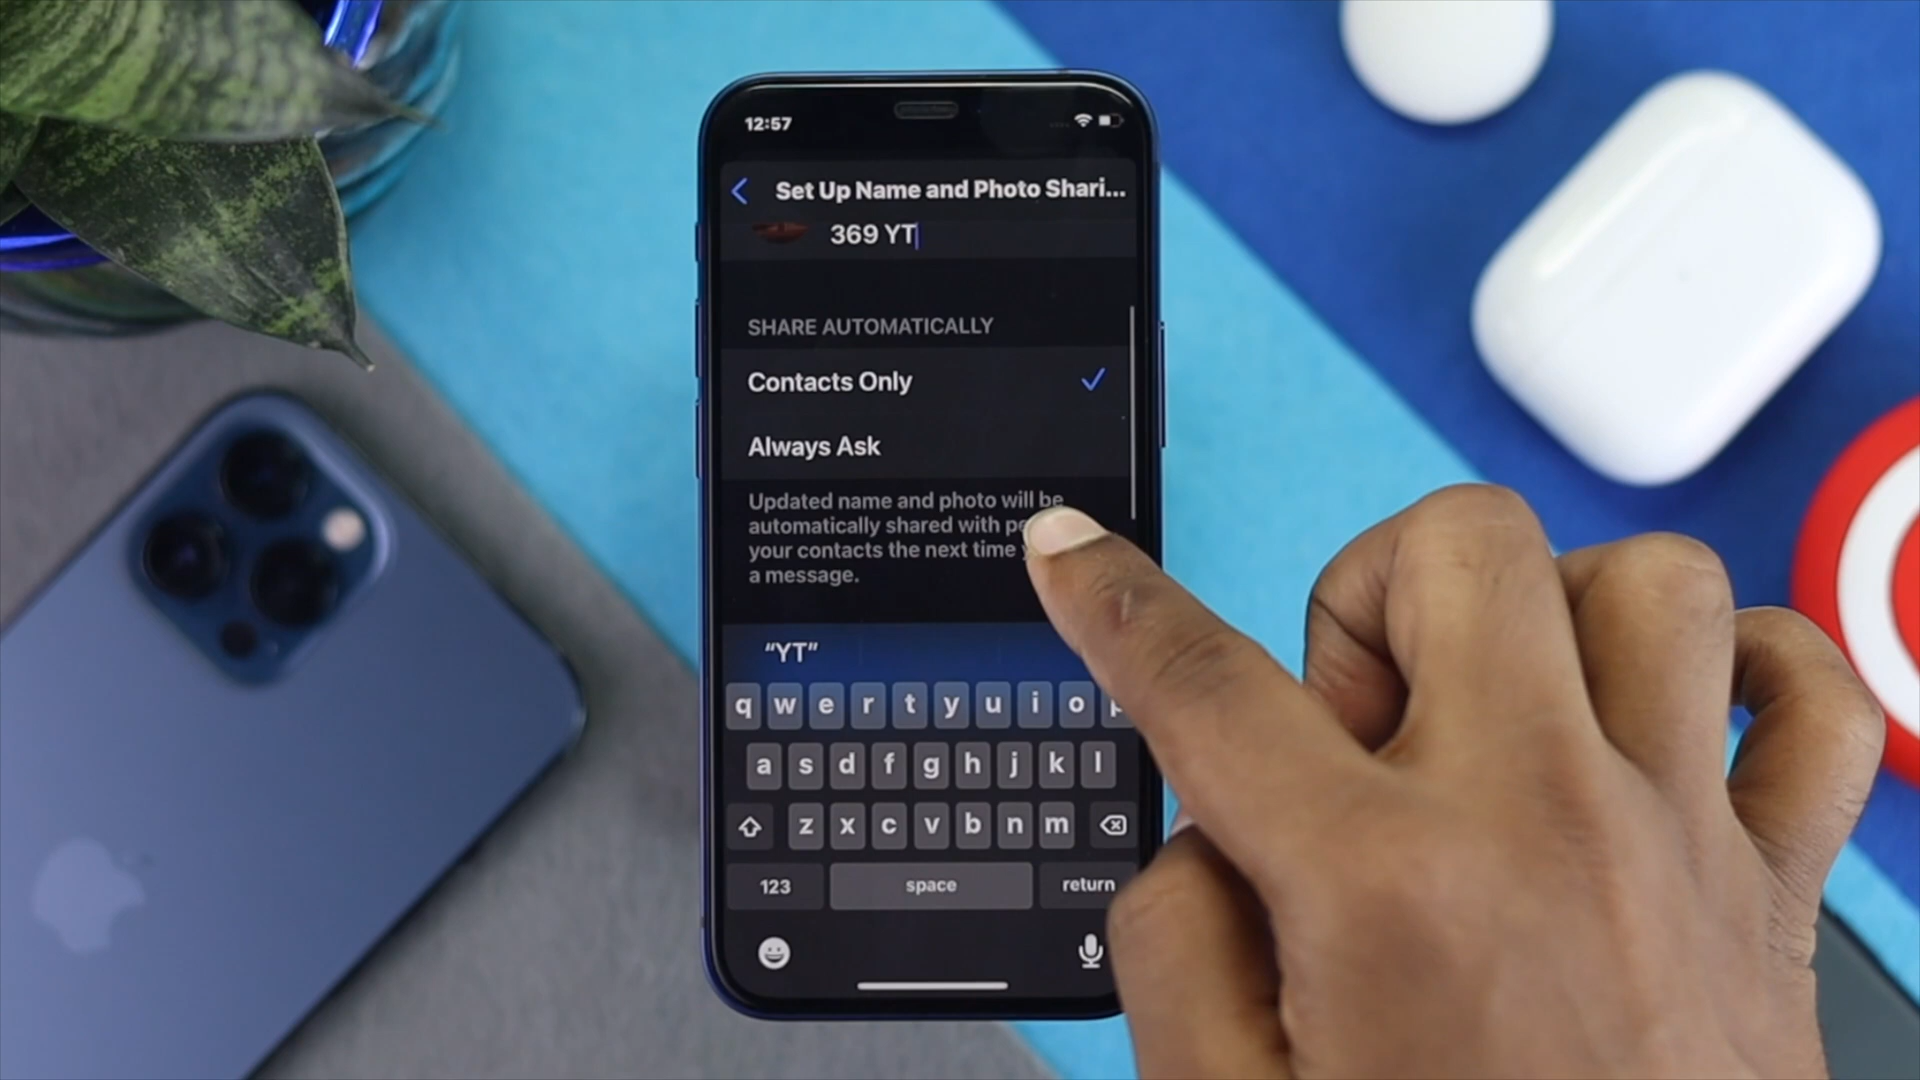 12:57
Set Up Name and Photo Shari...
369 YT
SHARE AUTOMATICALLY
Contacts Only
Always Ask
Updated name and photo will be
automatically shared with
your contacts the next time
a message.
“YT”
q w e r t y u i o p
a s d f g h j k l
z x c v b n m
123 space return